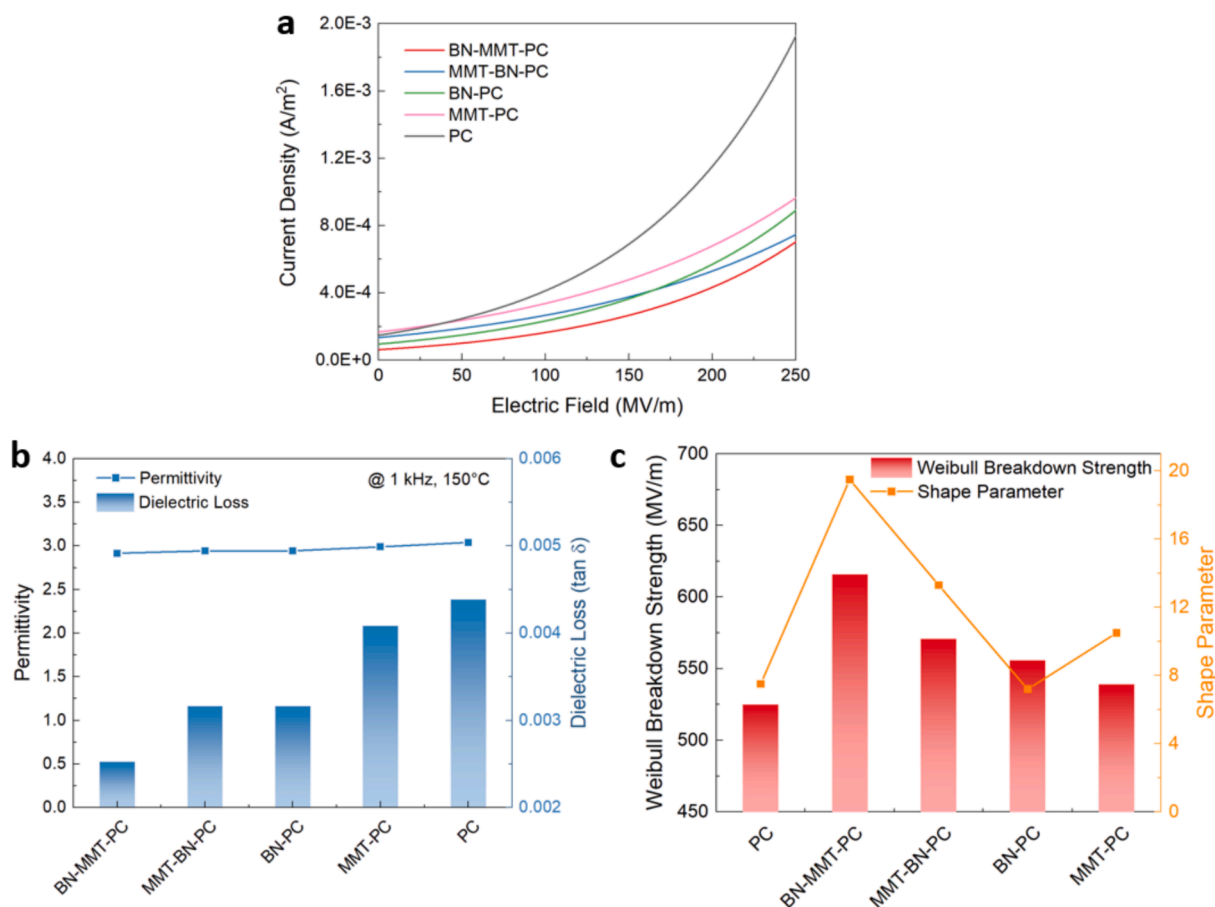 a
2.0E-3
1.6E-3
1.2E-3
8.0E-4
4.0E-4
0.0E+0
Current Density (A/m²)
BN-MMT-PC
MMT-BN-PC
BN-PC
MMT-PC
PC
0 50 100 150 200 250
Electric Field (MV/m)
b
4.0
3.5
3.0
2.5
2.0
1.5
1.0
0.5
0.0
Permittivity
Permittivity
Dielectric Loss
@ 1 kHz, 150°C
0.006
0.005
0.004
0.003
0.002
Dielectric Loss (tan δ)
BN-MMT-PC
MMT-BN-PC
BN-PC
MMT-PC
PC
c
700
650
600
550
500
450
Weibull Breakdown Strength (MV/m)
Weibull Breakdown Strength
Shape Parameter
20
16
12
8
4
0
Shape Parameter
PC
BN-MMT-PC
MMT-BN-PC
BN-PC
MMT-PC